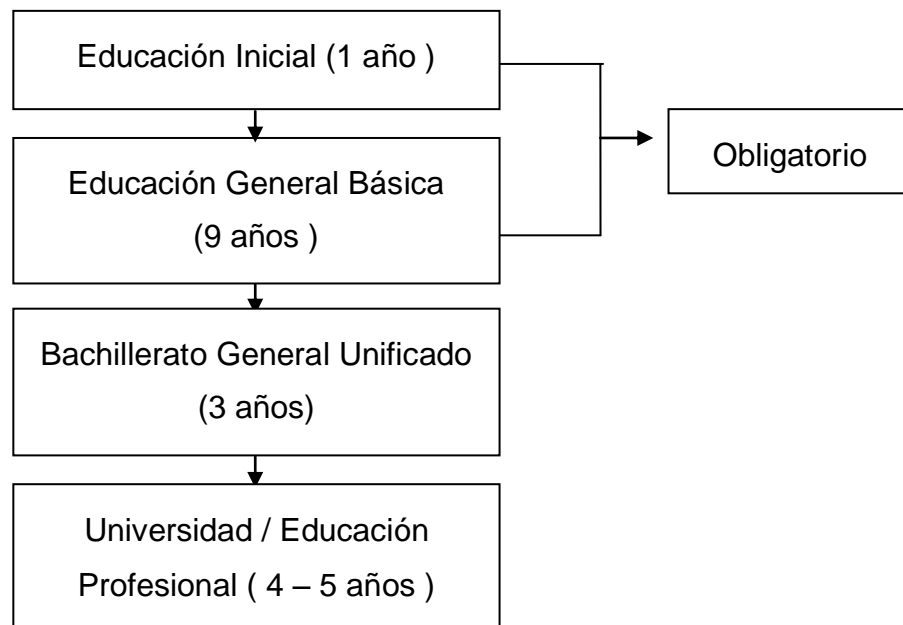 Educación Inicial (1 año )
Obligatorio
Educación General Básica
(9 años )
Bachillerato General Unificado
(3 años)
Universidad / Educación
Profesional ( 4 – 5 años )